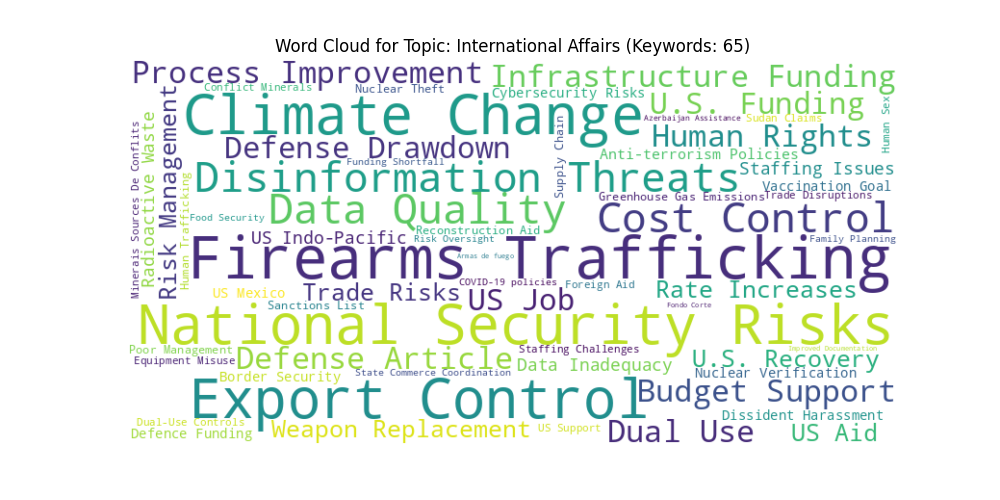 Word Cloud for Topic: International Affairs (Keywords: 65)
Process Improvement
Infrastructure Funding
Conflict Minerals
Nuclear Theft
Cybersecurity Risks
U.S. Funding
Human Sex
Climate Change
Azerbaijan Assistance
Sudan Claims
Human Rights
Defense Drawdown
Supply Chain
Anti-terrorism Policies
Funding Shortfall
Staffing Issues
Disinformation Threats
Vaccination Goal
Minerais Sources De Conflits
Radioactive Waste
Risk Management
Human Trafficking
Greenhouse Gas Emissions
Trade Disruptions
Data Quality
Cost Control
Food Security
Reconstruction Aid
US Indo-Pacific
Risk Oversight
Family Planning
Firearms Trafficking
Armas de fuego
COVID-19 policies
Foreign Aid
US Mexico
Trade Risks
US Job
Rate Increases
Sanctions List
Fondo Corte
National Security Risks
Poor Management
Staffing Challenges
Improved Documentation
Equipment Misuse
Defense Article
Data Inadequacy
U.S. Recovery
Border Security
State Commerce Coordination
Nuclear Verification
Export Control
Budget Support
Dissident Harassment
Dual-Use Controls
Defence Funding
Weapon Replacement
US Support
Dual Use
US Aid